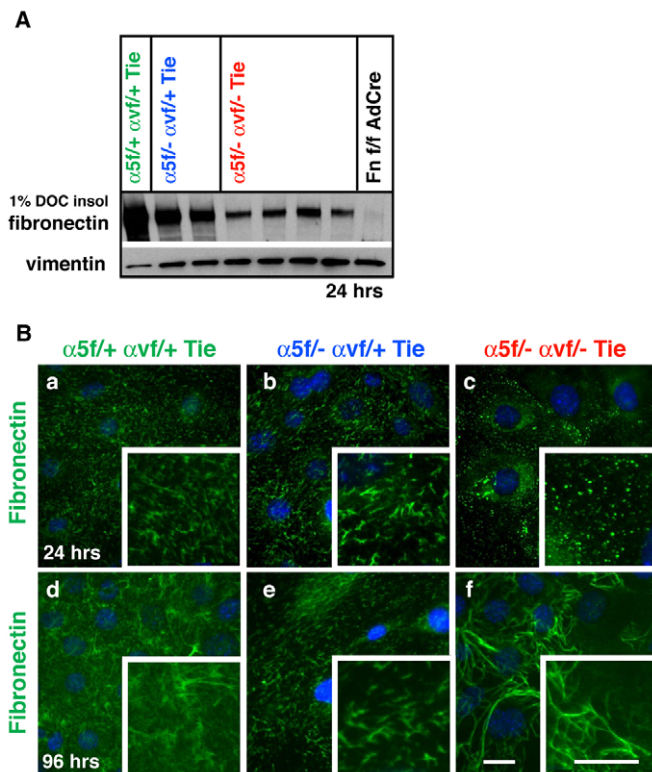 A
α5f/+ αvf/+ Tie
α5f/- αvf/+ Tie
α5f/- αvf/- Tie
Fn f/f AdCre
1% DOC insol
fibronectin
vimentin
24 hrs
B
α5f/+ αvf/+ Tie
α5f/- αvf/+ Tie
α5f/- αvf/- Tie
Fibronectin
a
b
c
24 hrs
Fibronectin
d
e
f
96 hrs